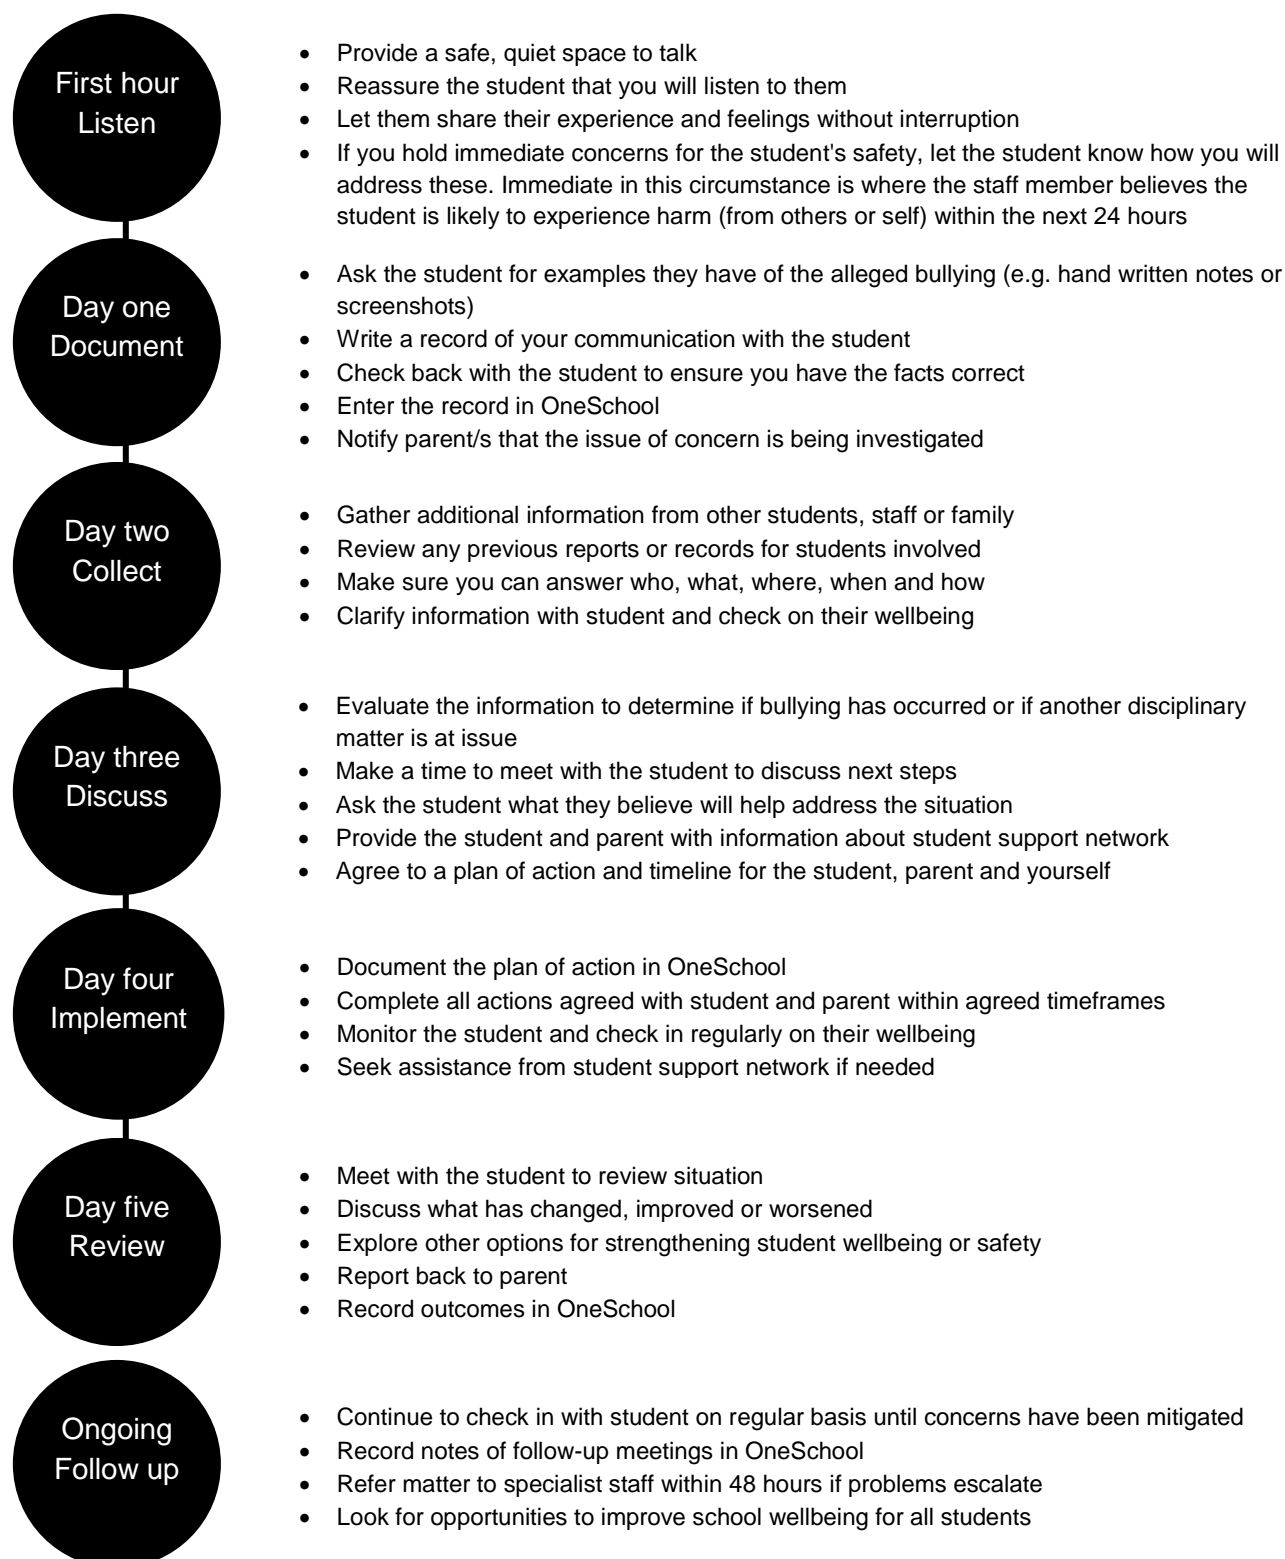 First hour
Listen
• Provide a safe, quiet space to talk
• Reassure the student that you will listen to them
• Let them share their experience and feelings without interruption
• If you hold immediate concerns for the student's safety, let the student know how you will
address these. Immediate in this circumstance is where the staff member believes the
student is likely to experience harm (from others or self) within the next 24 hours
Day one
Document
• Ask the student for examples they have of the alleged bullying (e.g. hand written notes or
screenshots)
• Write a record of your communication with the student
• Check back with the student to ensure you have the facts correct
• Enter the record in OneSchool
• Notify parent/s that the issue of concern is being investigated
Day two
Collect
• Gather additional information from other students, staff or family
• Review any previous reports or records for students involved
• Make sure you can answer who, what, where, when and how
• Clarify information with student and check on their wellbeing
Day three
Discuss
• Evaluate the information to determine if bullying has occurred or if another disciplinary
matter is at issue
• Make a time to meet with the student to discuss next steps
• Ask the student what they believe will help address the situation
• Provide the student and parent with information about student support network
• Agree to a plan of action and timeline for the student, parent and yourself
Day four
Implement
• Document the plan of action in OneSchool
• Complete all actions agreed with student and parent within agreed timeframes
• Monitor the student and check in regularly on their wellbeing
• Seek assistance from student support network if needed
Day five
Review
• Meet with the student to review situation
• Discuss what has changed, improved or worsened
• Explore other options for strengthening student wellbeing or safety
• Report back to parent
• Record outcomes in OneSchool
Ongoing
Follow up
• Continue to check in with student on regular basis until concerns have been mitigated
• Record notes of follow-up meetings in OneSchool
• Refer matter to specialist staff within 48 hours if problems escalate
• Look for opportunities to improve school wellbeing for all students